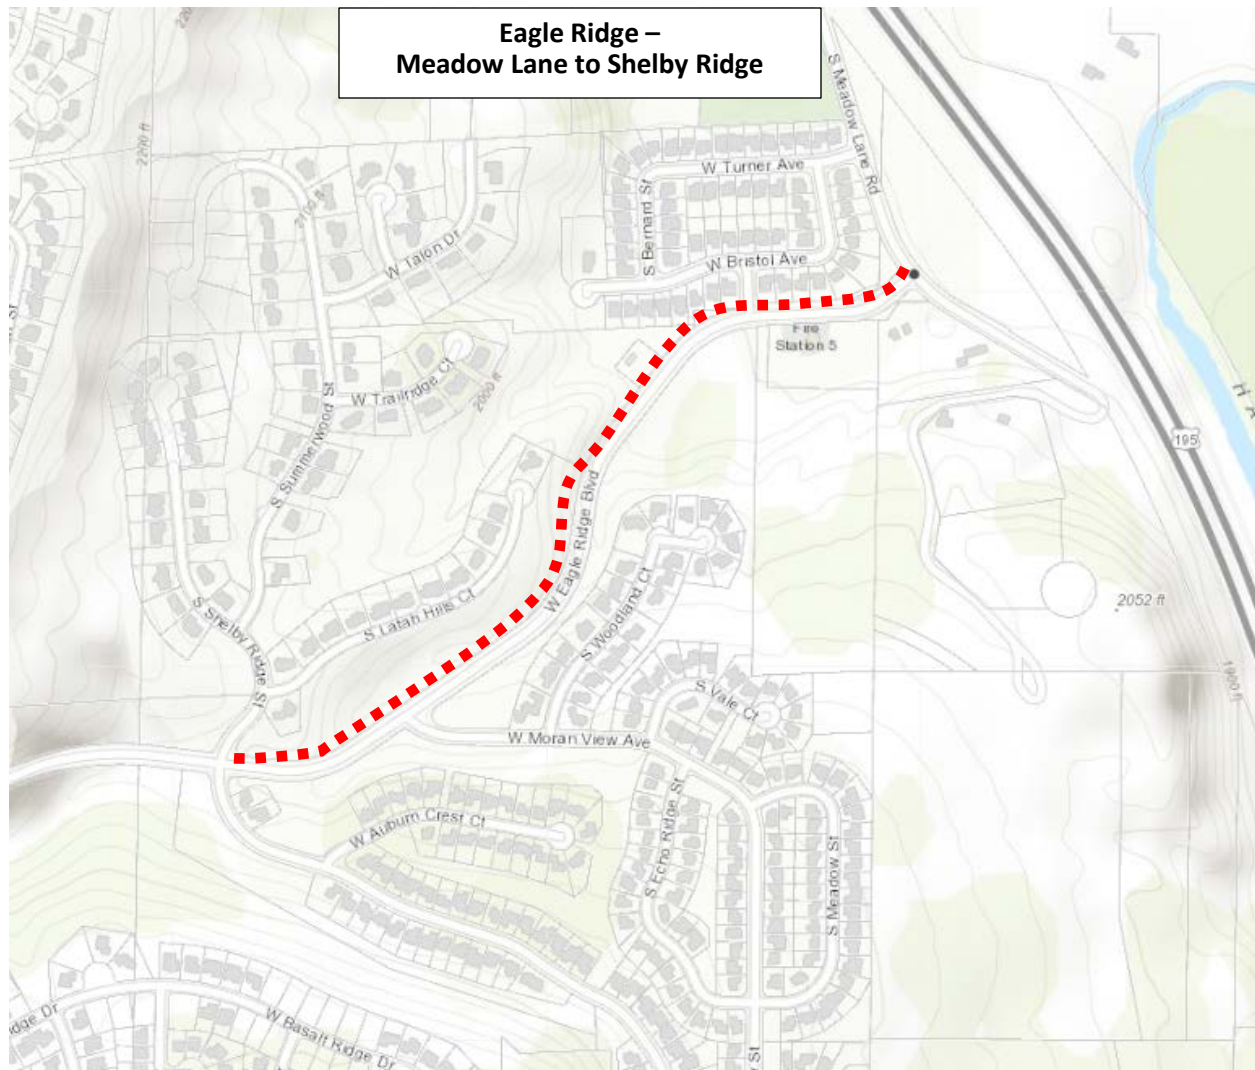 Eagle Ridge –
Meadow Lane to Shelby Ridge
2200 ft
S Meadow Lane Rd
W Turner Ave
2100 ft
S Bernard St
W Talon Dr
W Bristol Ave
Fire
Station 5
W Trailridge Ct
2000 ft
195
S Summerwood St
W Eagle Ridge Blvd
S Woodland Ct
2052 ft
S Shelby Ridge St
S Latah Hills Ct
1900 ft
S Vale Ct
W Moran View Ave
W Auburn Crest Ct
S Echo Ridge St
S Meadow St
W Basalt Ridge Dr